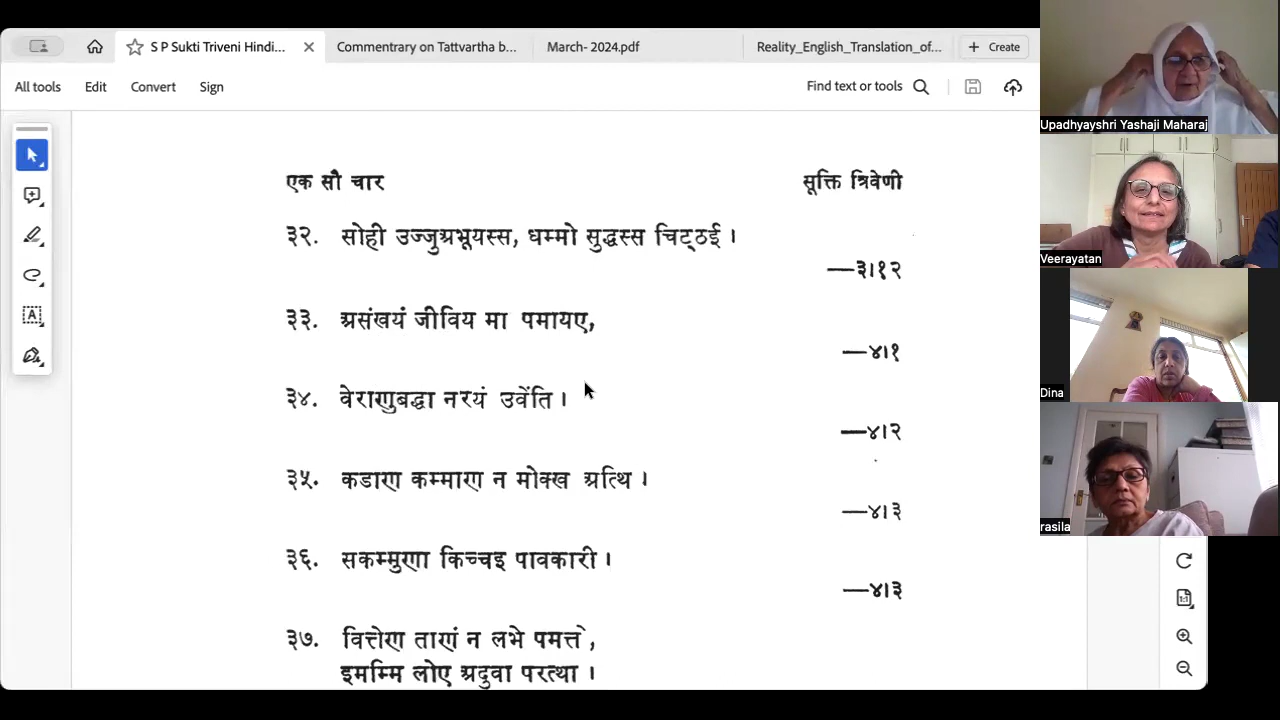 S P Sukti Triveni Hindi...
Commentrary on Tattvartha b...
March- 2024.pdf
Reality_English_Translation_of...
Create
All tools
Edit
Convert
Sign
Find text or tools
एक सौ चार
सूक्ति त्रिवेणी
३२. सोही उज्जुअभूयस्स, धम्मो सुद्धस्स चिट्ठई ।
—३।१२
३३. असंखयं जीविय मा पमायए,
—४।१
३४. वेराणुबद्धा नरयं उवेंति ।
—४।२
३५. कडाण कम्माण न मोक्ख अत्थि ।
—४।३
३६. सकम्मुणा किच्चइ पावकारी ।
—४।३
३७. वित्तेण ताणं न लभे पमत्ते,
इमम्मि लोए अदुवा परत्था ।
Upadhyayshri Yashaji Maharaj
Veerayatan
Dina
rasila